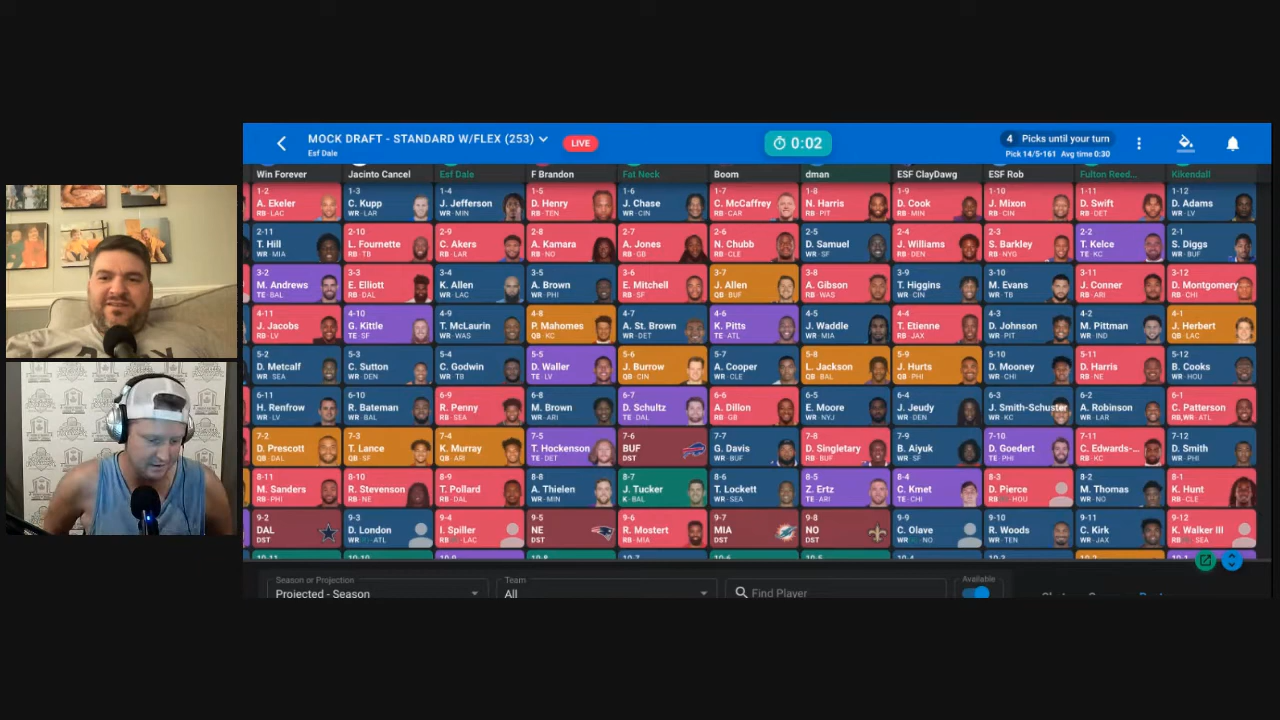 MOCK DRAFT - STANDARD W/FLEX (253)
LIVE
0:02
4 Picks until your turn
Esf Dale
Pick 14/5-161 Avg time 0:30
Win Forever Jacinto Cancel Esf Dale F Brandon Fat Neck Boom dman ESF ClayDawg ESF Rob Fulton Reed... Kikendall
1-2 1-3 1-4 1-5 1-6 1-7 1-8 1-9 1-10 1-11 1-12
A. Ekeler C. Kupp J. Jefferson D. Henry J. Chase C. McCaffrey N. Harris D. Cook J. Mixon D. Swift D. Adams
RB - LAC WR - LAR WR - MIN RB - TEN WR - CIN RB - CAR RB - PIT RB - MIN RB - CIN RB - DET WR - LV
2-11 2-10 2-9 2-8 2-7 2-6 2-5 2-4 2-3 2-2 2-1
T. Hill L. Fournette C. Akers A. Kamara A. Jones N. Chubb D. Samuel J. Williams S. Barkley T. Kelce S. Diggs
WR - MIA RB - TB RB - LAR RB - NO RB - GB RB - CLE WR - SF RB - DEN RB - NYG TE - KC WR - BUF
3-2 3-3 3-4 3-5 3-6 3-7 3-8 3-9 3-10 3-11 3-12
M. Andrews E. Elliott K. Allen A. Brown E. Mitchell J. Allen A. Gibson T. Higgins M. Evans J. Conner D. Montgomery
TE - BAL RB - DAL WR - LAC WR - PHI RB - SF QB - BUF RB - WAS WR - CIN WR - TB RB - ARI RB - CHI
4-11 4-10 4-9 4-8 4-7 4-6 4-5 4-4 4-3 4-2 4-1
J. Jacobs G. Kittle T. McLaurin P. Mahomes A. St. Brown K. Pitts J. Waddle T. Etienne D. Johnson M. Pittman J. Herbert
RB - LV TE - SF WR - WAS QB - KC WR - DET TE - ATL WR - MIA RB - JAX WR - PIT WR - IND QB - LAC
5-2 5-3 5-4 5-5 5-6 5-7 5-8 5-9 5-10 5-11 5-12
D. Metcalf C. Sutton C. Godwin D. Waller J. Burrow A. Cooper L. Jackson J. Hurts D. Mooney D. Harris B. Cooks
WR - SEA WR - DEN WR - TB TE - LV QB - CIN WR - CLE QB - BAL QB - PHI WR - CHI RB - NE WR - HOU
6-11 6-10 6-9 6-8 6-7 6-6 6-5 6-4 6-3 6-2 6-1
H. Renfrow R. Bateman R. Penny M. Brown D. Schultz A. Dillon E. Moore J. Jeudy J. Smith-Schuster A. Robinson C. Patterson
WR - LV WR - BAL RB - SEA WR - ARI TE - DAL RB - GB WR - NYJ WR - DEN WR - KC WR - LAR RB,WR - ATL
7-2 7-3 7-4 7-5 7-6 7-7 7-8 7-9 7-10 7-11 7-12
D. Prescott T. Lance K. Murray T. Hockenson BUF G. Davis D. Singletary B. Aiyuk D. Goedert C. Edwards-... D. Smith
QB - DAL QB - SF QB - ARI TE - DET DST WR - BUF RB - BUF WR - SF TE - PHI RB - KC WR - PHI
8-11 8-10 8-9 8-8 8-7 8-6 8-5 8-4 8-3 8-2 8-1
M. Sanders R. Stevenson T. Pollard A. Thielen J. Tucker T. Lockett Z. Ertz C. Kmet D. Pierce M. Thomas K. Hunt
RB - PHI RB - NE RB - DAL WR - MIN K - BAL WR - SEA TE - ARI TE - CHI RB - HOU WR - NO RB - CLE
9-2 9-3 9-4 9-5 9-6 9-7 9-8 9-9 9-10 9-11 9-12
DAL D. London I. Spiller NE R. Mostert MIA NO C. Olave R. Woods C. Kirk K. Walker III
DST WR - ATL RB - LAC DST RB - MIA DST DST WR - NO WR - TEN WR - JAX RB - SEA
Season or Projection
Projected - Season
Team
All
Find Player
Available